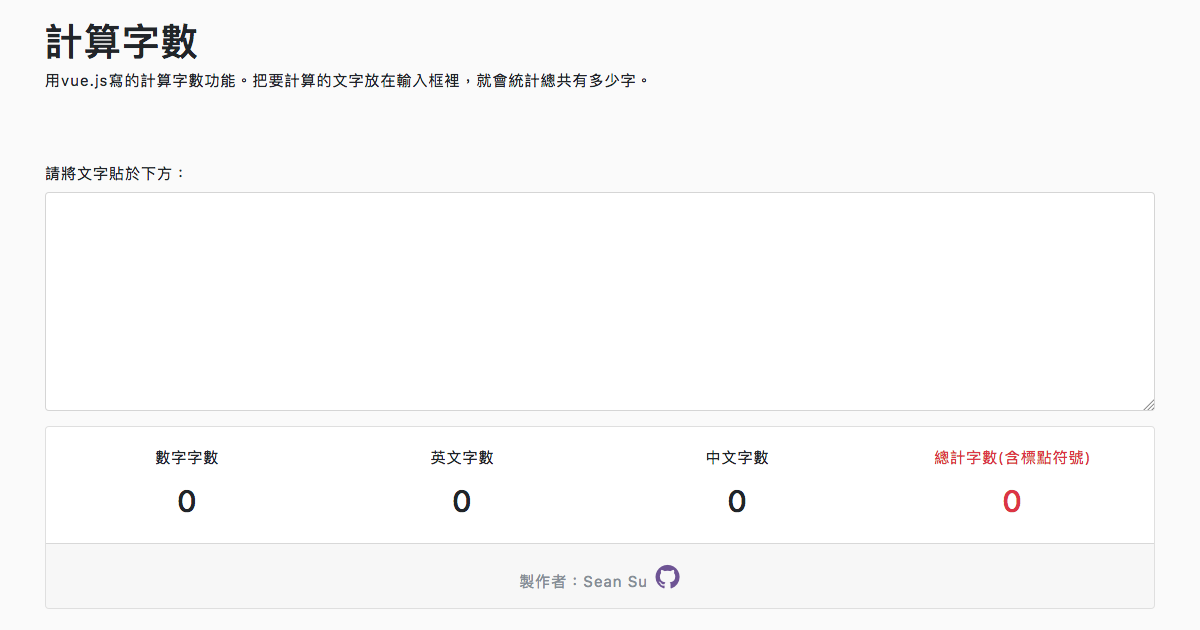 計算字數
用vue.js寫的計算字數功能。把要計算的文字放在輸入框裡，就會統計總共有多少字。
請將文字貼於下方：
數字字數 英文字數 中文字數 總計字數(含標點符號)
0 0 0 0
製作者：Sean Su